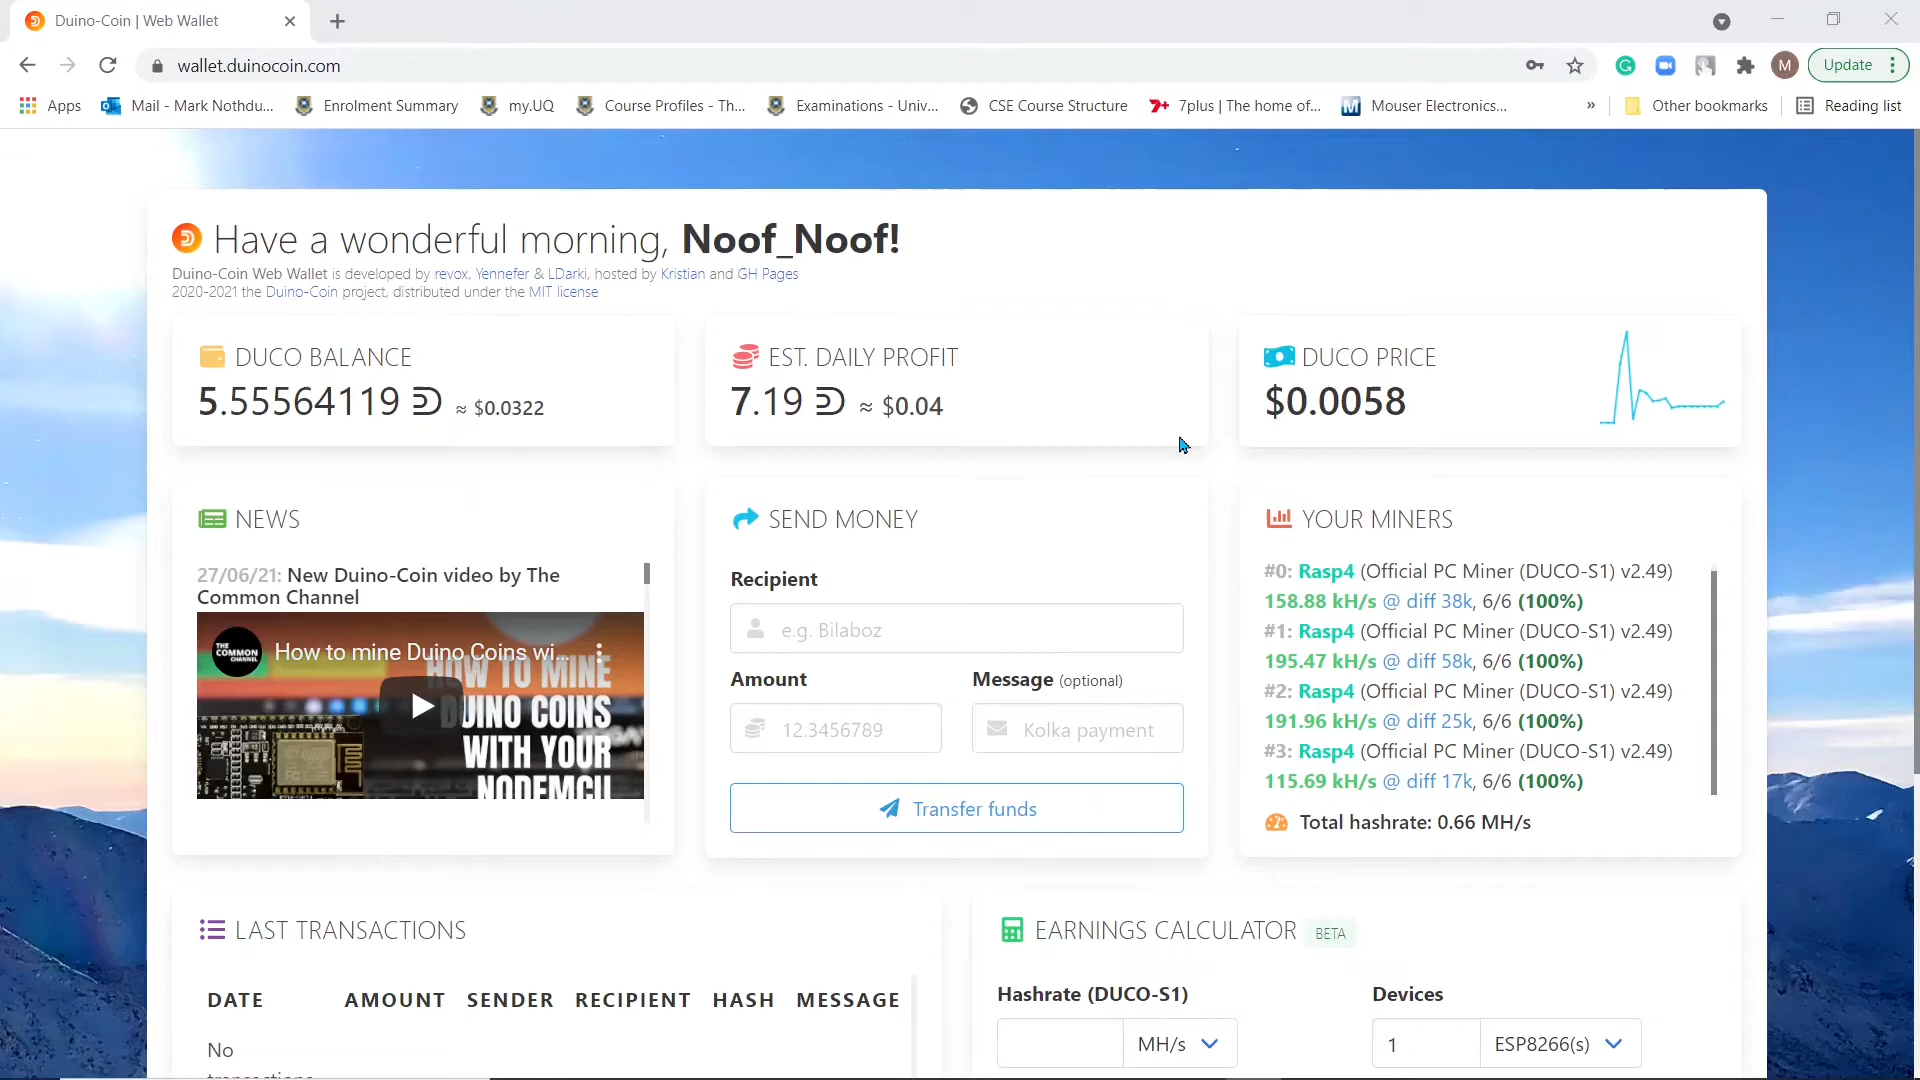 Duino-Coin | Web Wallet
wallet.duinocoin.com
M
Update
Apps
Mail - Mark Nothdu...
Enrolment Summary
my.UQ
Course Profiles - Th...
Examinations - Univ...
CSE Course Structure
7plus | The home of...
Mouser Electronics...
»
Other bookmarks
Reading list
Have a wonderful morning, Noof_Noof!
Duino-Coin Web Wallet is developed by revox, Yennefer & LDarki, hosted by Kristian and GH Pages
2020-2021 the Duino-Coin project, distributed under the MIT license
DUCO BALANCE
5.55564119 ≈ $0.0322
EST. DAILY PROFIT
7.19 ≈ $0.04
DUCO PRICE
$0.0058
NEWS
27/06/21: New Duino-Coin video by The
Common Channel
THE
COMMON
CHANNEL
How to mine Duino Coins wi...
HOW TO MINE
DUINO COINS
WITH YOUR
NODEMCU
SEND MONEY
Recipient
e.g. Bilaboz
Amount
Message (optional)
12.3456789
Kolka payment
Transfer funds
YOUR MINERS
#0: Rasp4 (Official PC Miner (DUCO-S1) v2.49)
158.88 kH/s @ diff 38k, 6/6 (100%)
#1: Rasp4 (Official PC Miner (DUCO-S1) v2.49)
195.47 kH/s @ diff 58k, 6/6 (100%)
#2: Rasp4 (Official PC Miner (DUCO-S1) v2.49)
191.96 kH/s @ diff 25k, 6/6 (100%)
#3: Rasp4 (Official PC Miner (DUCO-S1) v2.49)
115.69 kH/s @ diff 17k, 6/6 (100%)
Total hashrate: 0.66 MH/s
LAST TRANSACTIONS
DATE AMOUNT SENDER RECIPIENT HASH MESSAGE
No
transactions
EARNINGS CALCULATOR BETA
Hashrate (DUCO-S1)
Devices
MH/s
1
ESP8266(s)